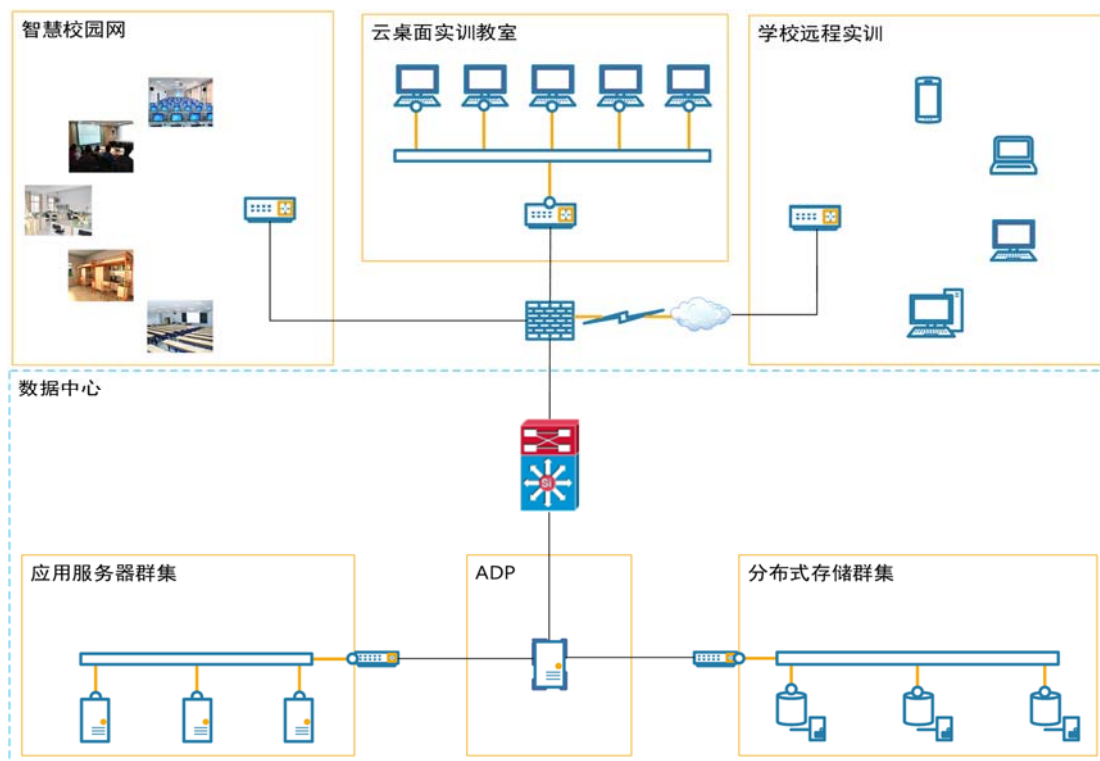 智慧校园网
云桌面实训教室
学校远程实训
数据中心
Si
应用服务器群集
ADP
分布式存储群集